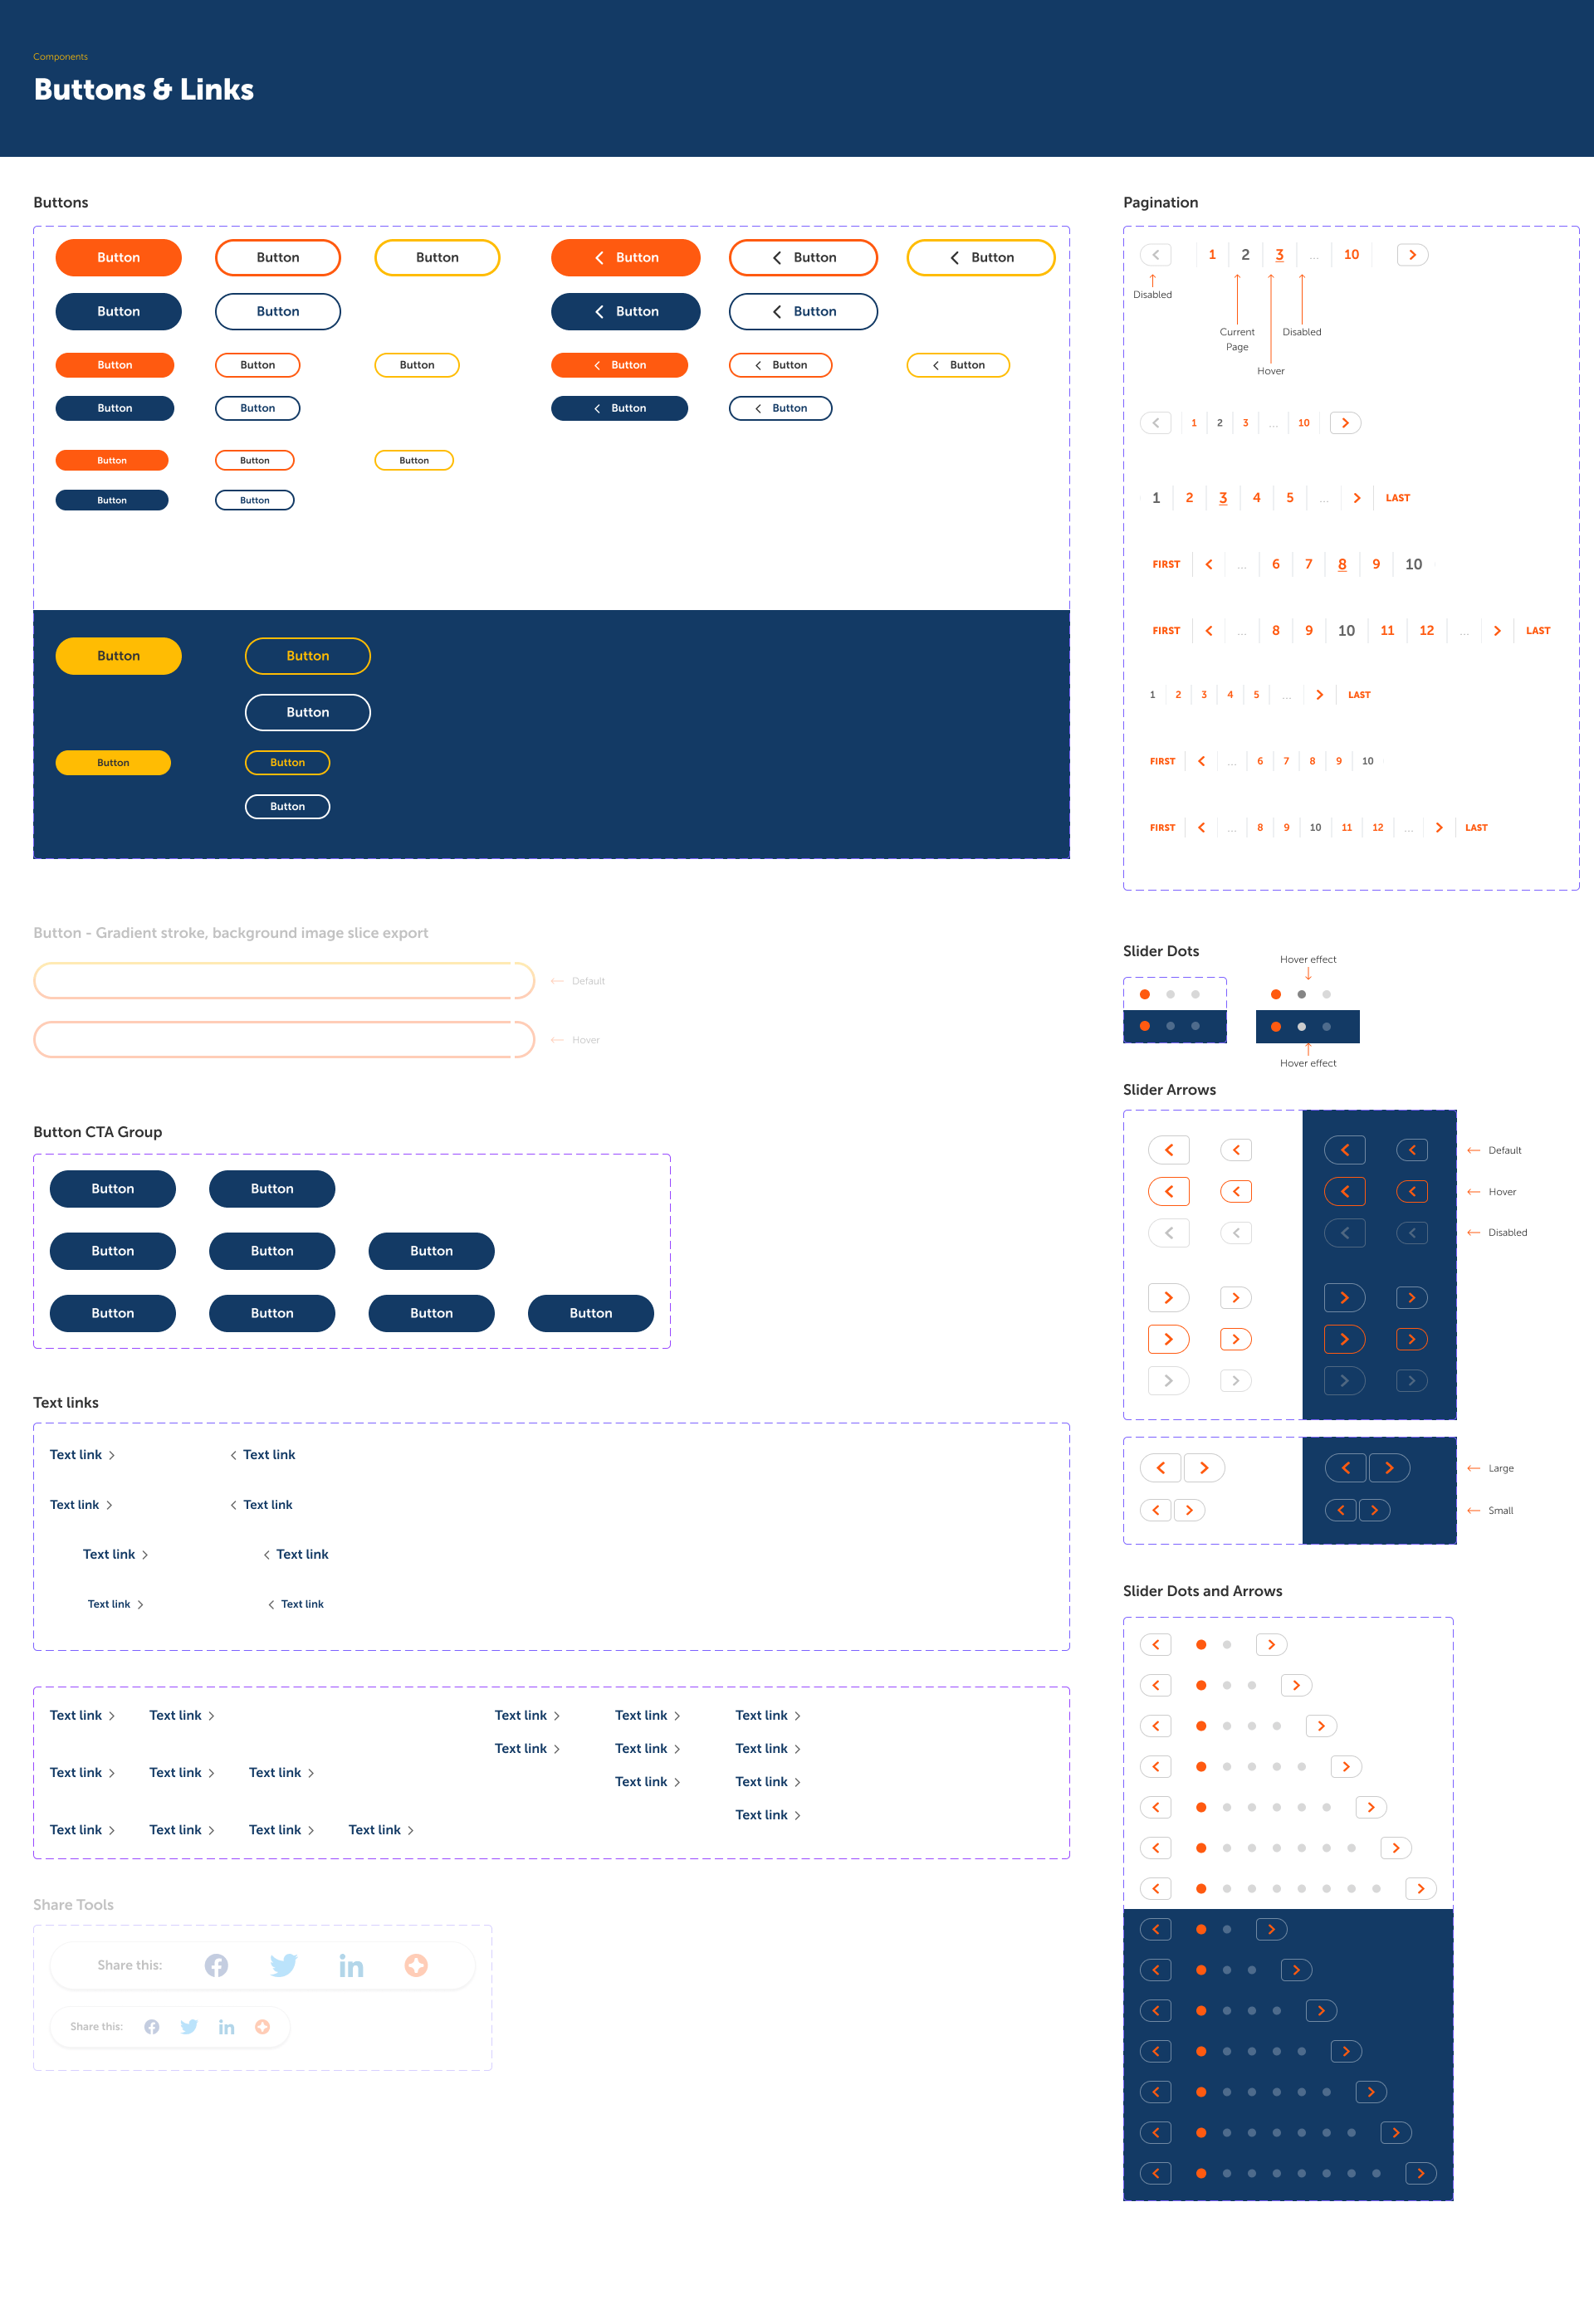 Components
Buttons & Links
Buttons
Button Button Button Button Button Button
Button Button Button Button
Button Button Button Button Button Button
Button Button Button Button
Button Button Button
Button Button
Button Button
Button
Button Button
Button
Button - Gradient stroke, background image slice export
Default
Hover
Button CTA Group
Button Button
Button Button Button
Button Button Button Button
Text links
Text link Text link
Text link Text link
Text link Text link
Text link Text link
Text link Text link Text link Text link Text link
Text link Text link Text link
Text link Text link Text link Text link Text link
Text link
Text link Text link Text link Text link
Share Tools
Share this:
Share this:
Pagination
1 2 3 ... 10
Disabled
Current Page
Disabled
Hover
1 2 3 ... 10
1 2 3 4 5 ... LAST
FIRST ... 6 7 8 9 10
FIRST ... 8 9 10 11 12 ... LAST
1 2 3 4 5 ... LAST
FIRST ... 6 7 8 9 10
FIRST ... 8 9 10 11 12 ... LAST
Slider Dots
Hover effect
Hover effect
Slider Arrows
Default
Hover
Disabled
Large
Small
Slider Dots and Arrows